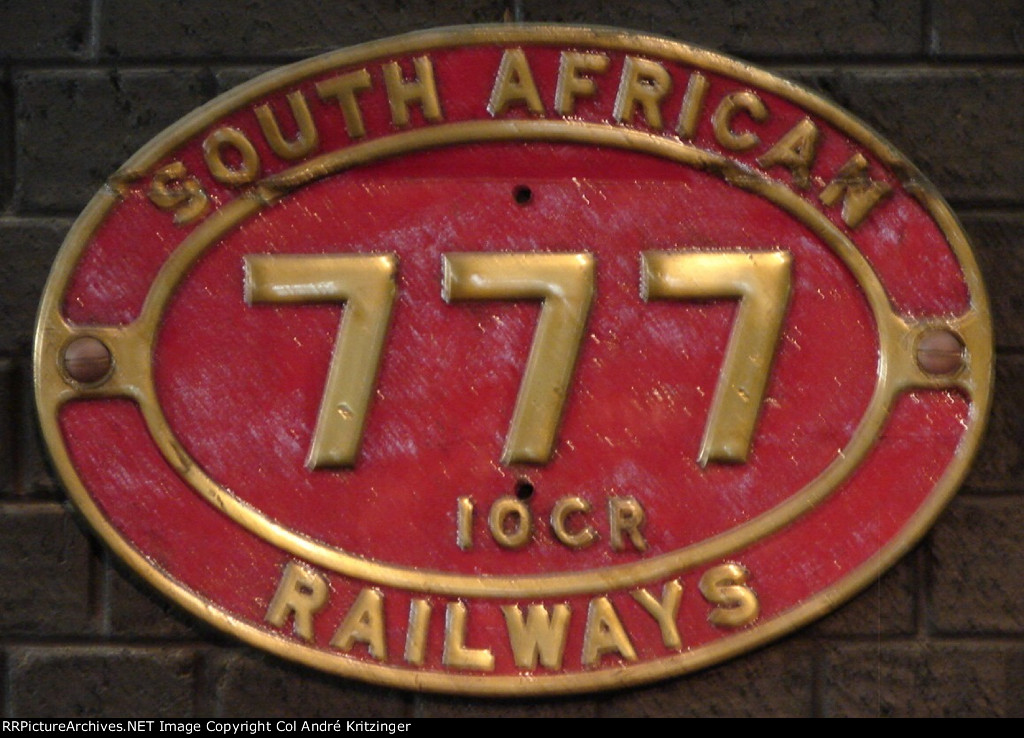 SOUTH AFRICAN
777
10CR
RAILWAYS
RRPictureArchives.NET Image Copyright Col André Kritzinger